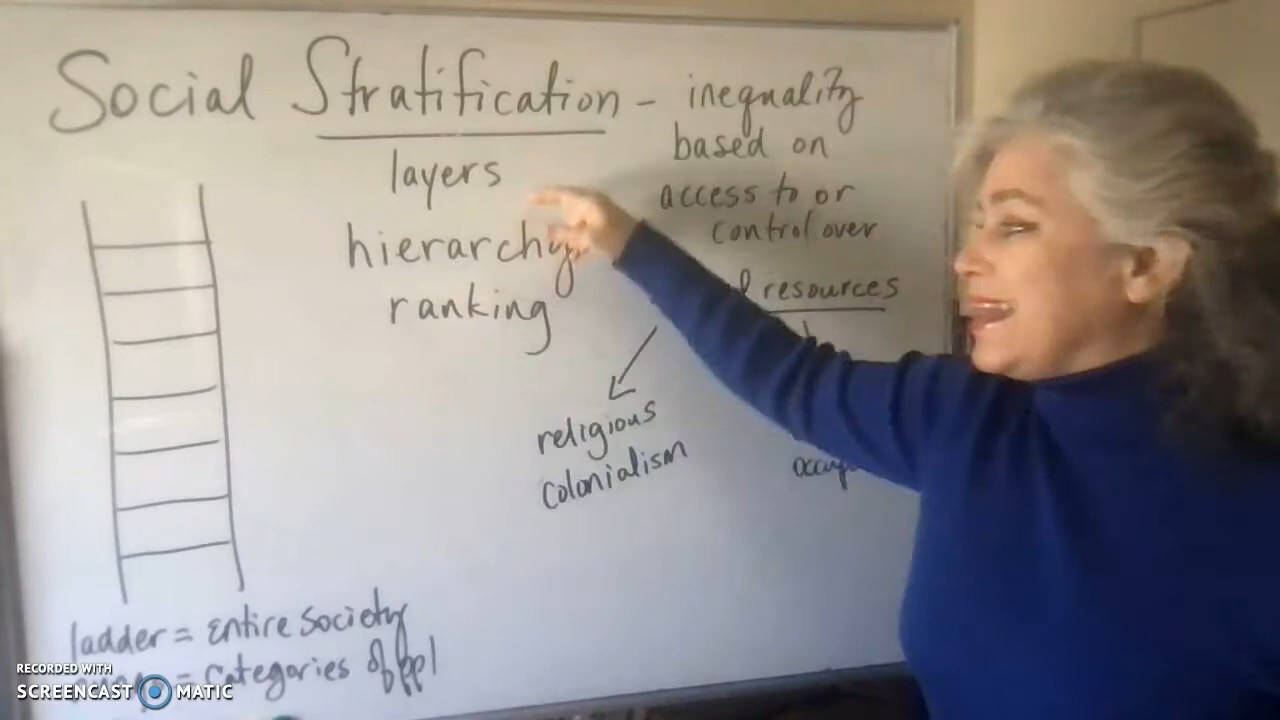 Social Stratification - inequality
based on
access to or
control over
resources
layers
hierarchy
ranking
religious
colonialism
ladder = entire society
= categories of ppl
RECORDED WITH
SCREENCAST MATIC